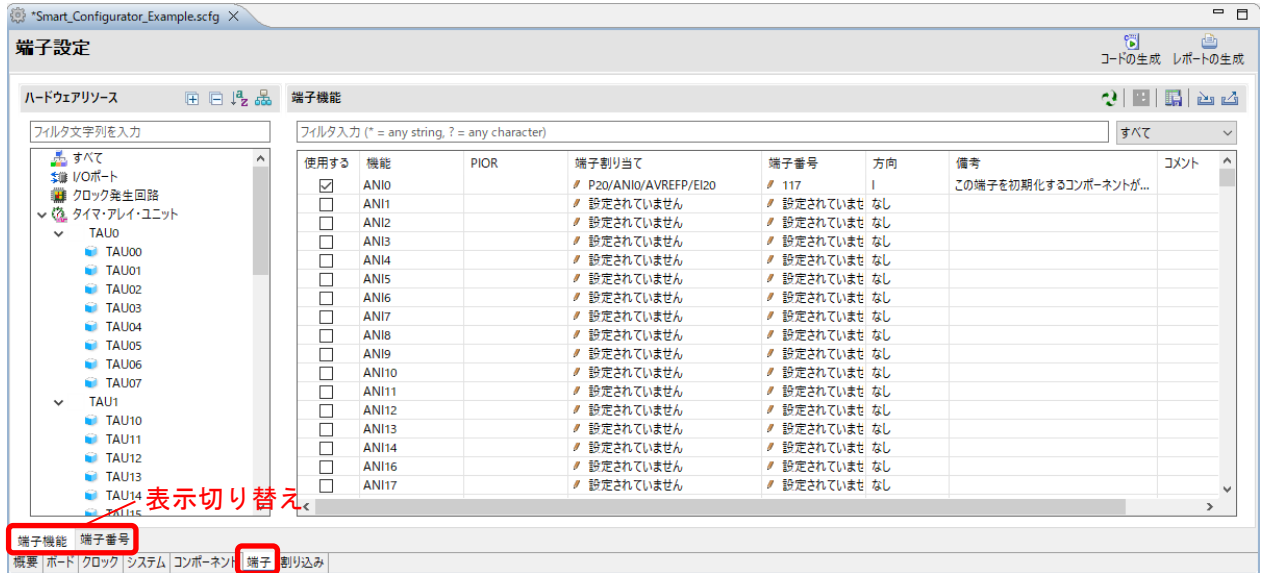 *Smart_Configurator_Example.scfg
端子設定
コードの生成 レポートの生成
ハードウェアリソース
端子機能
フィルタ文字列を入力
フィルタ入力 (* = any string, ? = any character)
すべて
すべて
I/Oポート
クロック発生回路
タイマ・アレイ・ユニット
TAU0
TAU00
TAU01
TAU02
TAU03
TAU04
TAU05
TAU06
TAU07
TAU1
TAU10
TAU11
TAU12
TAU13
TAU14
TAU15
使用する 機能 PIOR 端子割り当て 端子番号 方向 備考 コメント
ANI0 P20/ANI0/AVREFP/EI20 117 I この端子を初期化するコンポーネントが...
ANI1 設定されていません 設定されていませ なし
ANI2 設定されていません 設定されていませ なし
ANI3 設定されていません 設定されていませ なし
ANI4 設定されていません 設定されていませ なし
ANI5 設定されていません 設定されていませ なし
ANI6 設定されていません 設定されていませ なし
ANI7 設定されていません 設定されていませ なし
ANI8 設定されていません 設定されていませ なし
ANI9 設定されていません 設定されていませ なし
ANI10 設定されていません 設定されていませ なし
ANI11 設定されていません 設定されていませ なし
ANI12 設定されていません 設定されていませ なし
ANI13 設定されていません 設定されていませ なし
ANI14 設定されていません 設定されていませ なし
ANI16 設定されていません 設定されていませ なし
ANI17 設定されていません 設定されていませ なし
表示切り替え
端子機能 端子番号
概要 ボード クロック システム コンポーネント 端子 割り込み